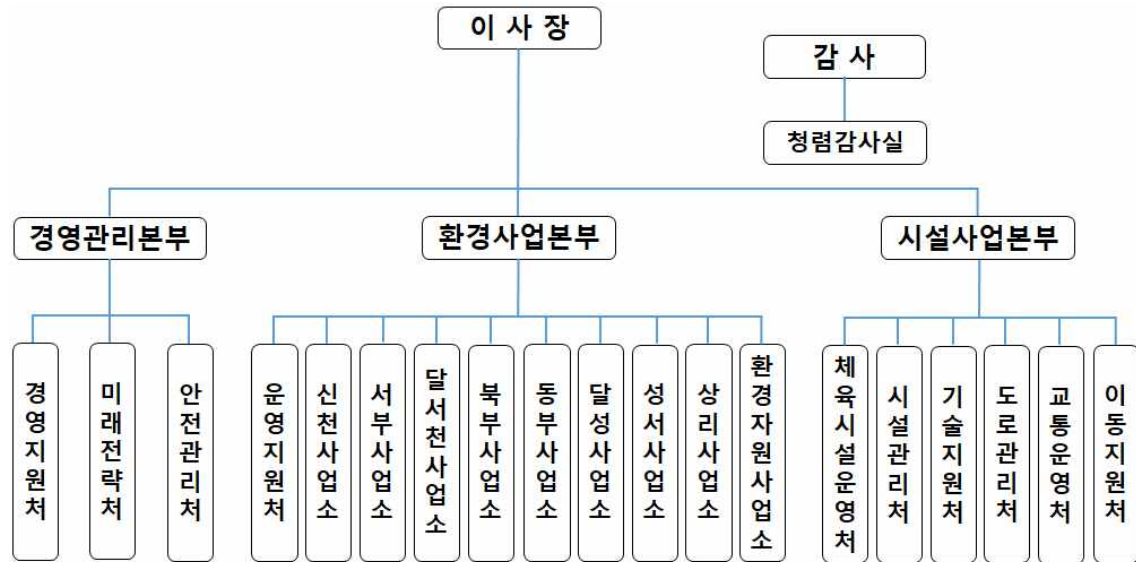 이 사 장
감 사
청렴감사실
경영관리본부
환경사업본부
시설사업본부
경영지원처
미래전략처
안전관리처
운영지원처
신천사업소
서부사업소
달서천사업소
북부사업소
동부사업소
달성사업소
성서사업소
상리사업소
환경자원사업소
체육시설운영처
시설관리처
기술지원처
도로관리처
교통운영처
이동지원처